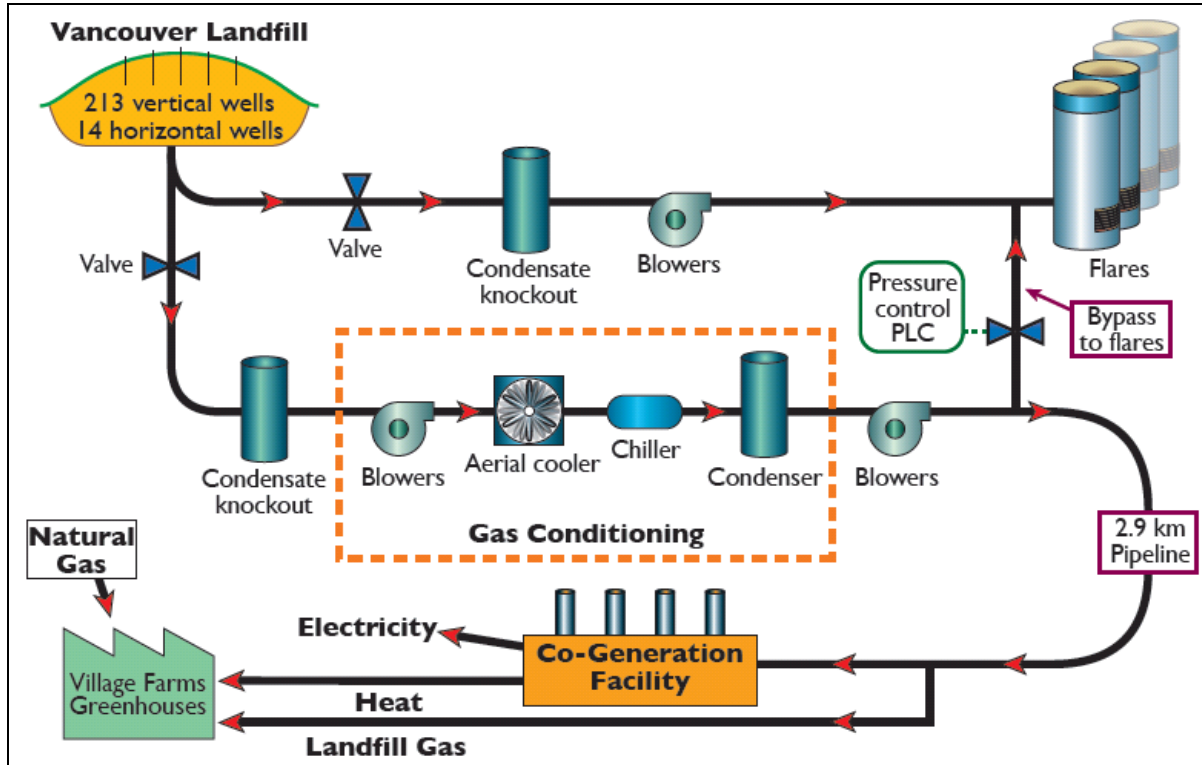 Vancouver Landfill
213 vertical wells
14 horizontal wells
Valve
Valve
Condensate
knockout
Blowers
Flares
Pressure
control
PLC
Bypass
to flares
Condensate
knockout
Blowers
Aerial cooler
Chiller
Condenser
Blowers
Gas Conditioning
2.9 km
Pipeline
Natural
Gas
Village Farms
Greenhouses
Electricity
Heat
Landfill Gas
Co-Generation
Facility